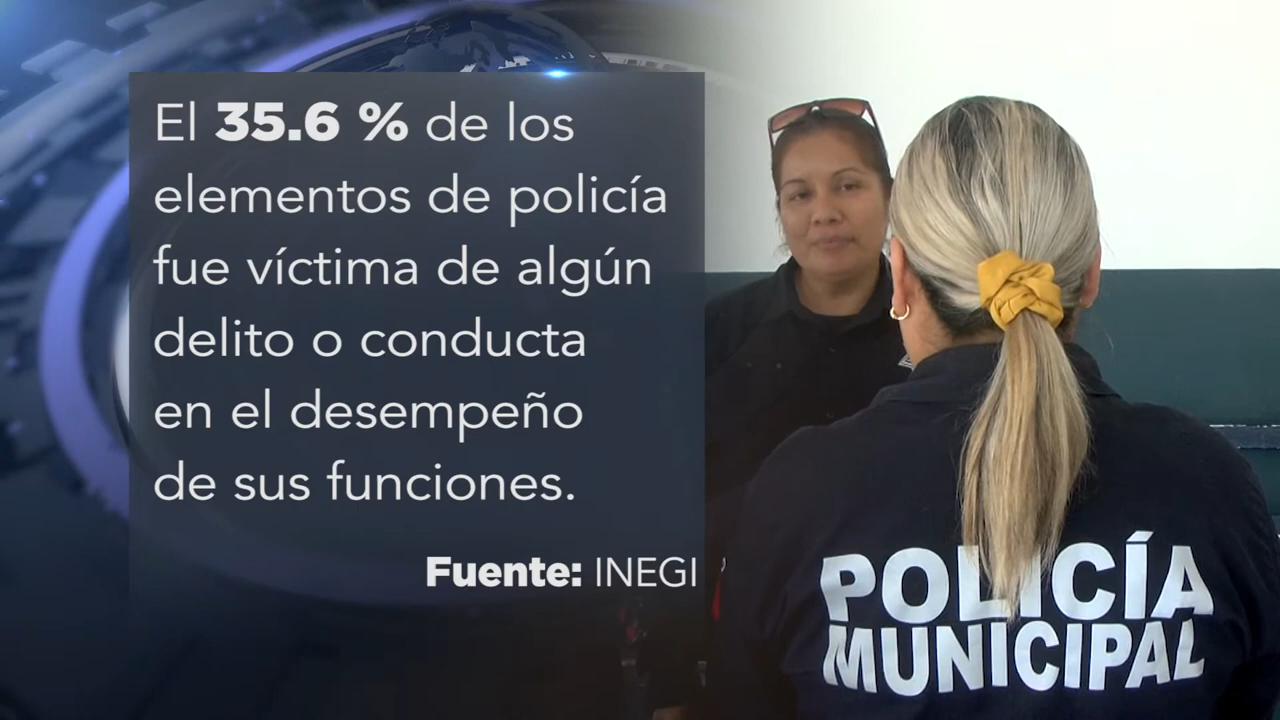 El 35.6 % de los
elementos de policía
fue víctima de algún
delito o conducta
en el desempeño
de sus funciones.
Fuente: INEGI
POLICÍA
MUNICIPAL